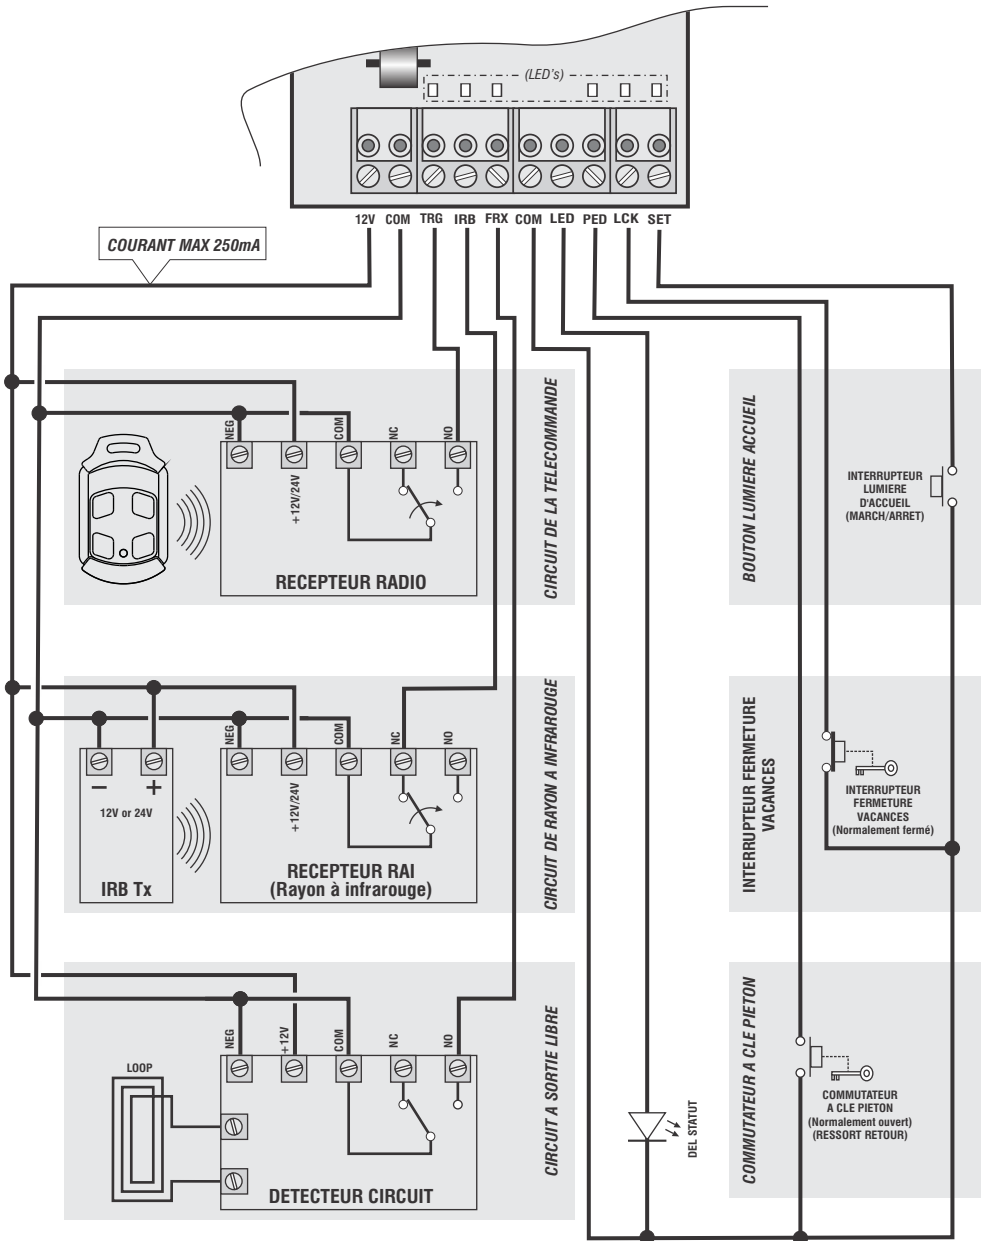 (LED's)
12V COM TRG IRB FRX COM LED PED LCK SET
COURANT MAX 250mA
NEG
+12V/24V
COM
NC
NO
RECEPTEUR RADIO
CIRCUIT DE LA TELECOMMANDE
BOUTON LUMIERE ACCUEIL
INTERRUPTEUR
LUMIERE
D'ACCUEIL
(MARCH/ARRET)
NEG
+12V/24V
COM
NC
NO
− +
12V or 24V
IRB Tx
RECEPTEUR RAI
(Rayon à infrarouge)
CIRCUIT DE RAYON A INFRAROUGE
INTERRUPTEUR FERMETURE
VACANCES
INTERRUPTEUR
FERMETURE
VACANCES
(Normalement fermé)
NEG
+12V
COM
NC
NO
LOOP
DETECTEUR CIRCUIT
CIRCUIT A SORTIE LIBRE
DEL STATUT
COMMUTATEUR A CLE PIETON
COMMUTATEUR
A CLE PIETON
(Normalement ouvert)
(RESSORT RETOUR)